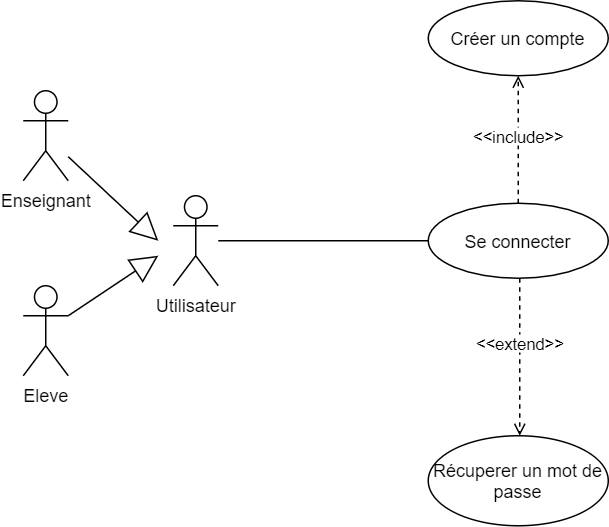 Créer un compte
<<include>>
Enseignant
Se connecter
Utilisateur
<<extend>>
Eleve
Récuperer un mot de
passe